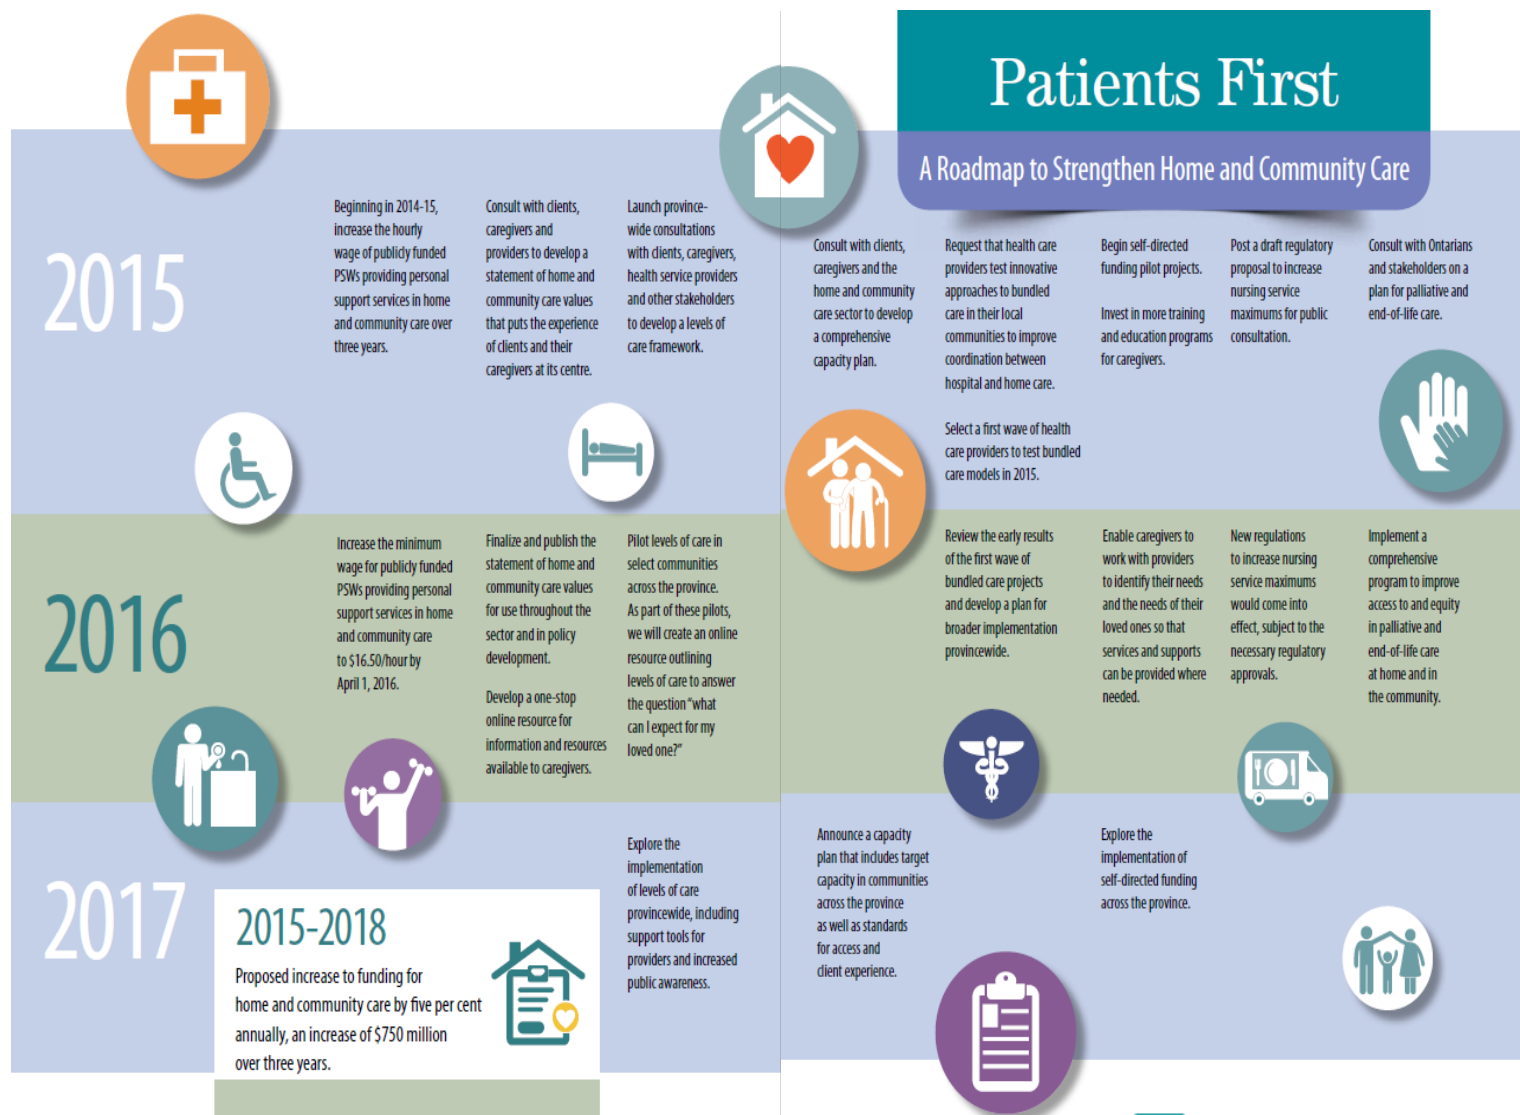 Patients First
A Roadmap to Strengthen Home and Community Care
2015
Beginning in 2014-15,
increase the hourly
wage of publicly funded
PSWs providing personal
support services in home
and community care over
three years.
Consult with clients,
caregivers and
providers to develop a
statement of home and
community care values
that puts the experience
of clients and their
caregivers at its centre.
Launch province-
wide consultations
with clients, caregivers,
health service providers
and other stakeholders
to develop a levels of
care framework.
Consult with clients,
caregivers and the
home and community
care sector to develop
a comprehensive
capacity plan.
Request that health care
providers test innovative
approaches to bundled
care in their local
communities to improve
coordination between
hospital and home care.
Select a first wave of health
care providers to test bundled
care models in 2015.
Begin self-directed
funding pilot projects.
Invest in more training
and education programs
for caregivers.
Post a draft regulatory
proposal to increase
nursing service
maximums for public
consultation.
Consult with Ontarians
and stakeholders on a
plan for palliative and
end-of-life care.
2016
Increase the minimum
wage for publicly funded
PSWs providing personal
support services in home
and community care
to $16.50/hour by
April 1, 2016.
Finalize and publish the
statement of home and
community care values
for use throughout the
sector and in policy
development.
Develop a one-stop
online resource for
information and resources
available to caregivers.
Pilot levels of care in
select communities
across the province.
As part of these pilots,
we will create an online
resource outlining
levels of care to answer
the question "what
can I expect for my
loved one?"
Review the early results
of the first wave of
bundled care projects
and develop a plan for
broader implementation
provincewide.
Enable caregivers to
work with providers
to identify their needs
and the needs of their
loved ones so that
services and supports
can be provided where
needed.
New regulations
to increase nursing
service maximums
would come into
effect, subject to the
necessary regulatory
approvals.
Implement a
comprehensive
program to improve
access to and equity
in palliative and
end-of-life care
at home and in
the community.
2017
Explore the
implementation
of levels of care
provincewide, including
support tools for
providers and increased
public awareness.
Announce a capacity
plan that includes target
capacity in communities
across the province
as well as standards
for access and
client experience.
Explore the
implementation of
self-directed funding
across the province.
2015-2018
Proposed increase to funding for
home and community care by five per cent
annually, an increase of $750 million
over three years.